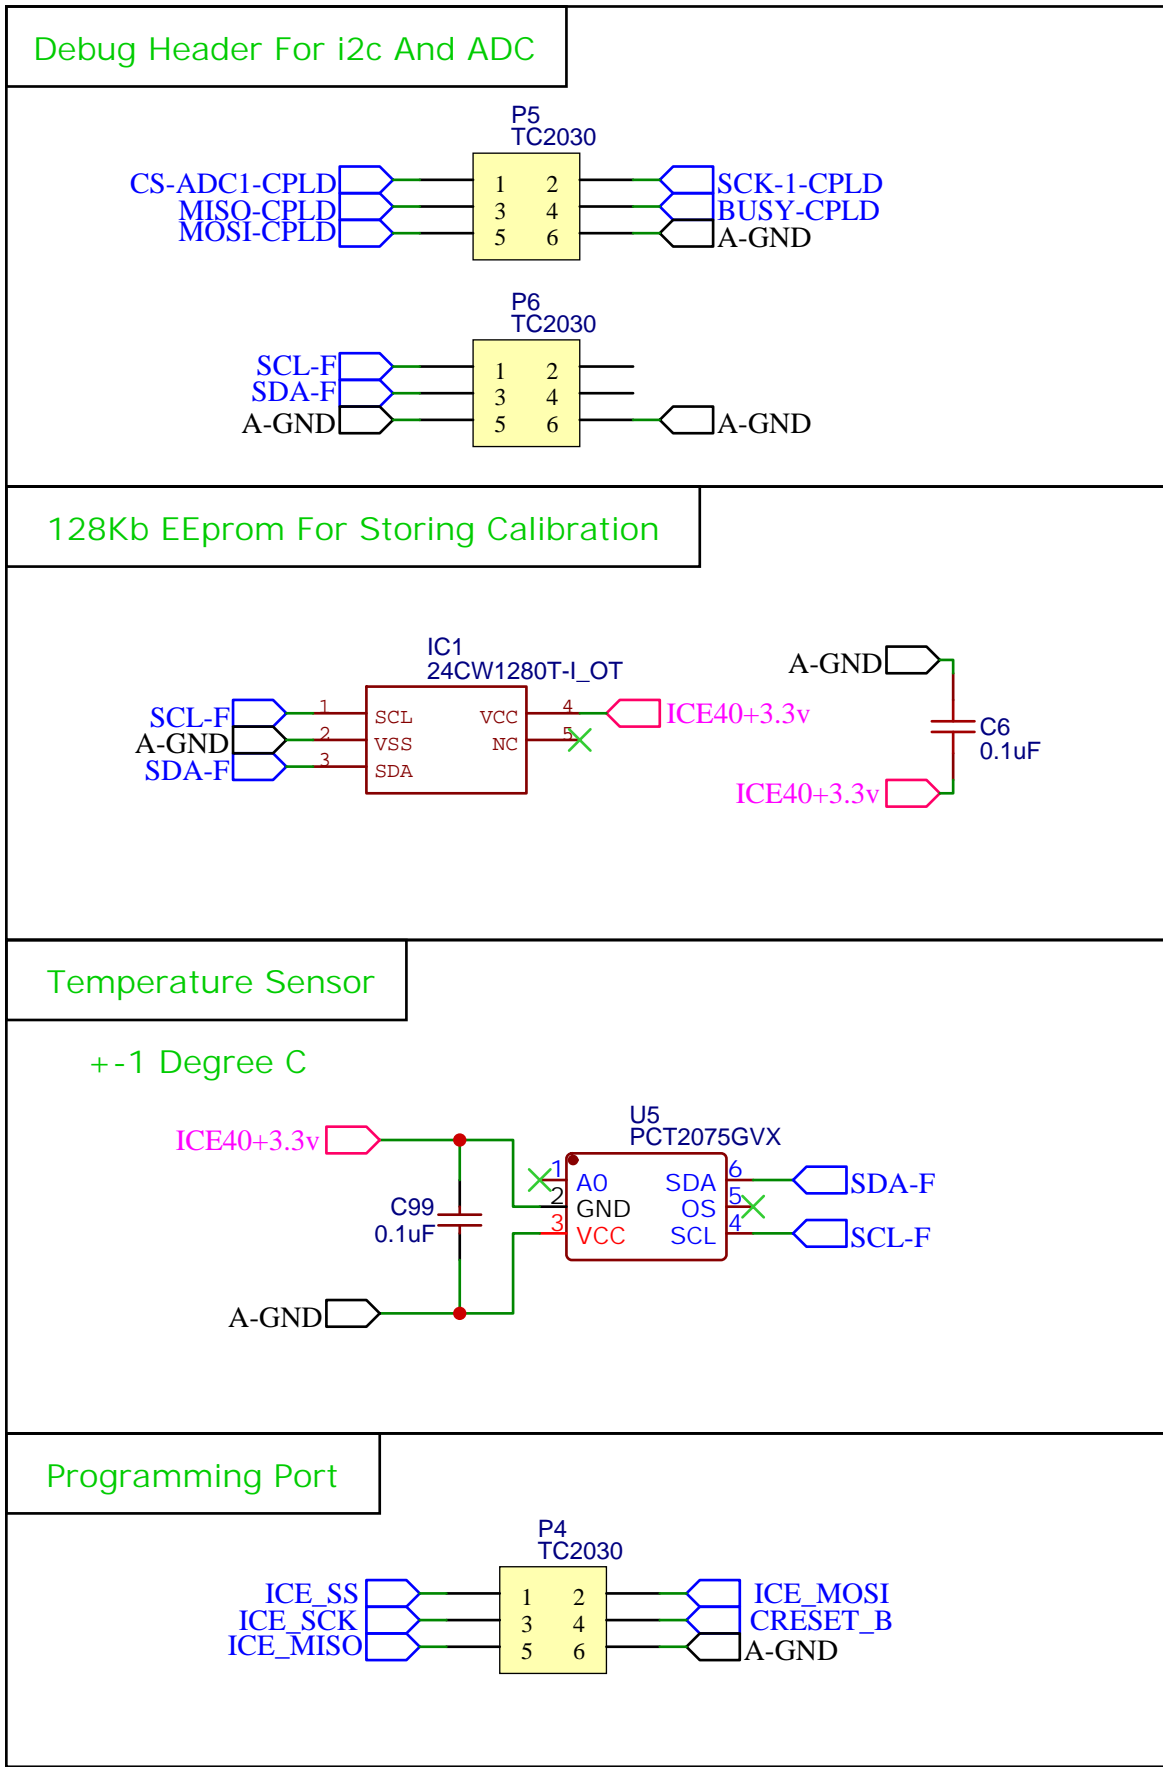 Debug Header For i2c And ADC
P5
TC2030
CS-ADC1-CPLD 1 2 SCK-1-CPLD
MISO-CPLD 3 4 BUSY-CPLD
MOSI-CPLD 5 6 A-GND
P6
TC2030
SCL-F 1 2
SDA-F 3 4
A-GND 5 6 A-GND
128Kb EEprom For Storing Calibration
IC1
24CW1280T-I_OT
SCL-F 1 SCL VCC 4 ICE40+3.3v
A-GND 2 VSS NC 5
SDA-F 3 SDA
A-GND
C6
0.1uF
ICE40+3.3v
Temperature Sensor
+-1 Degree C
U5
PCT2075GVX
ICE40+3.3v
1 A0 SDA 6 SDA-F
2 GND OS 5
3 VCC SCL 4 SCL-F
C99
0.1uF
A-GND
Programming Port
P4
TC2030
ICE_SS 1 2 ICE_MOSI
ICE_SCK 3 4 CRESET_B
ICE_MISO 5 6 A-GND